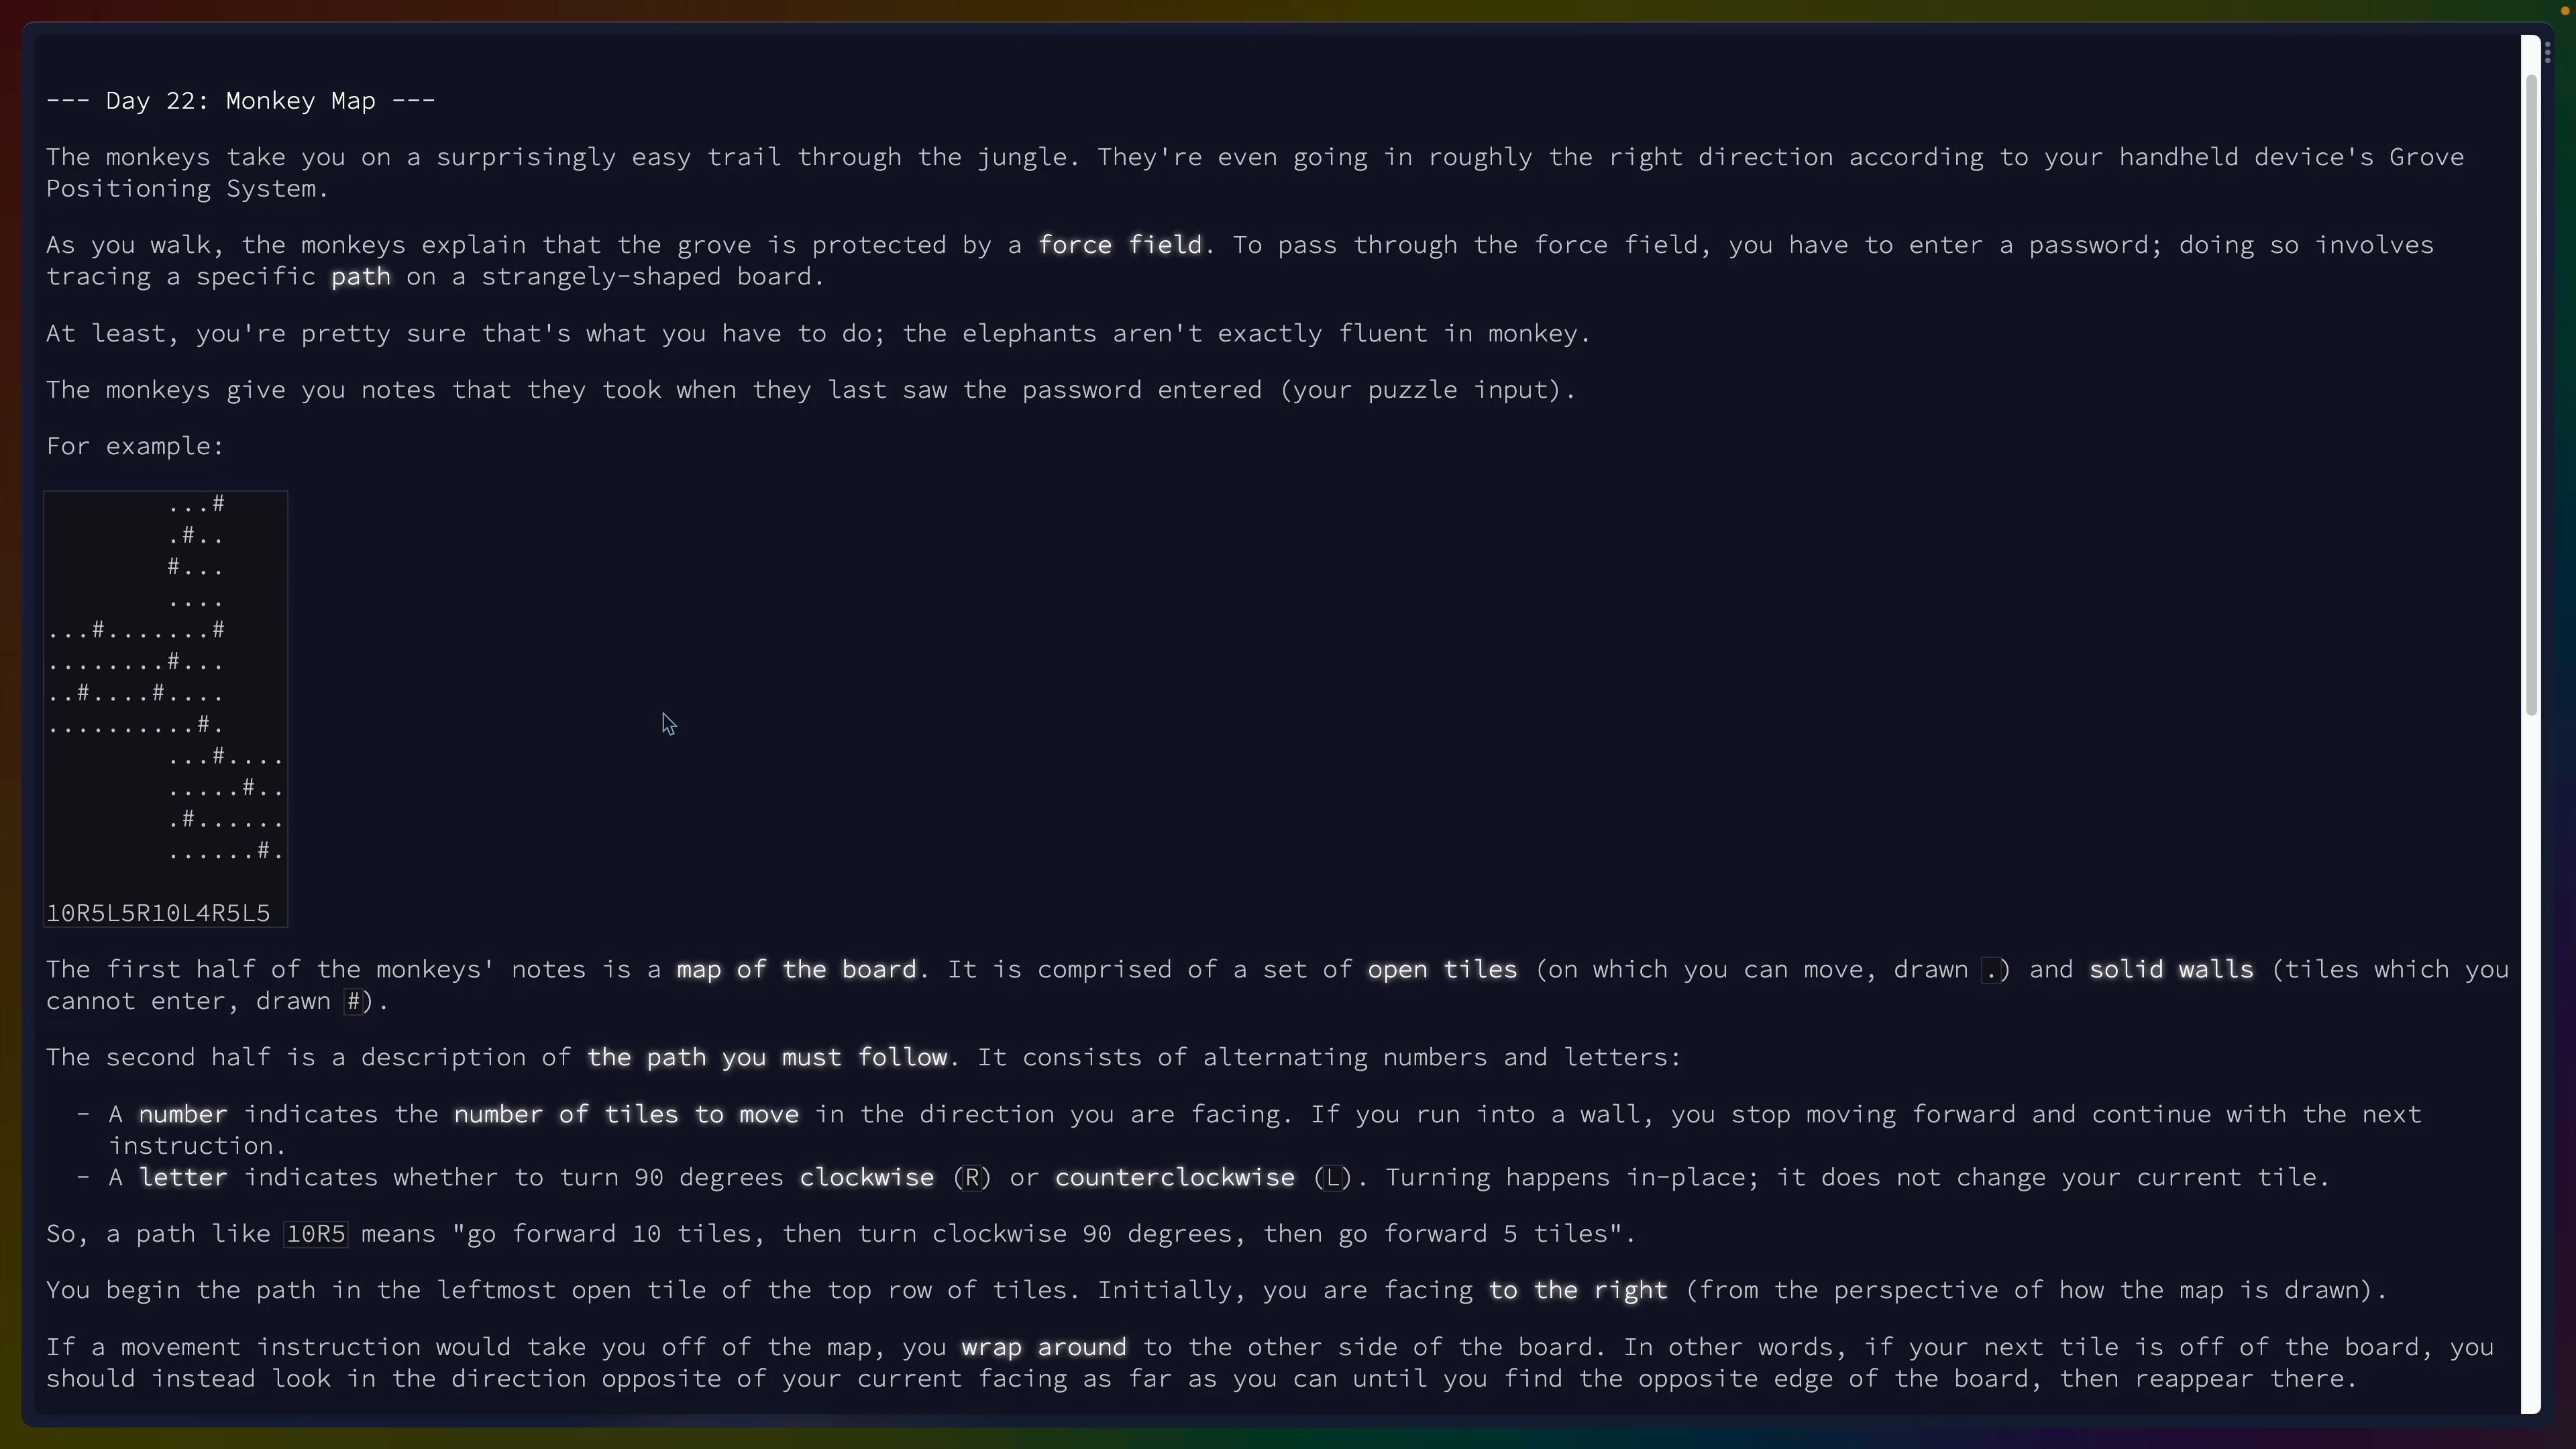 --- Day 22: Monkey Map ---
The monkeys take you on a surprisingly easy trail through the jungle. They're even going in roughly the right direction according to your handheld device's Grove
Positioning System.
As you walk, the monkeys explain that the grove is protected by a force field. To pass through the force field, you have to enter a password; doing so involves
tracing a specific path on a strangely-shaped board.
At least, you're pretty sure that's what you have to do; the elephants aren't exactly fluent in monkey.
The monkeys give you notes that they took when they last saw the password entered (your puzzle input).
For example:
        ...#
        .#..
        #...
        ....
...#.......#
........#...
..#....#....
..........#.
        ...#....
        .....#..
        .#......
        ......#.
10R5L5R10L4R5L5
The first half of the monkeys' notes is a map of the board. It is comprised of a set of open tiles (on which you can move, drawn .) and solid walls (tiles which you
cannot enter, drawn #).
The second half is a description of the path you must follow. It consists of alternating numbers and letters:
- A number indicates the number of tiles to move in the direction you are facing. If you run into a wall, you stop moving forward and continue with the next
instruction.
- A letter indicates whether to turn 90 degrees clockwise (R) or counterclockwise (L). Turning happens in-place; it does not change your current tile.
So, a path like 10R5 means "go forward 10 tiles, then turn clockwise 90 degrees, then go forward 5 tiles".
You begin the path in the leftmost open tile of the top row of tiles. Initially, you are facing to the right (from the perspective of how the map is drawn).
If a movement instruction would take you off of the map, you wrap around to the other side of the board. In other words, if your next tile is off of the board, you
should instead look in the direction opposite of your current facing as far as you can until you find the opposite edge of the board, then reappear there.